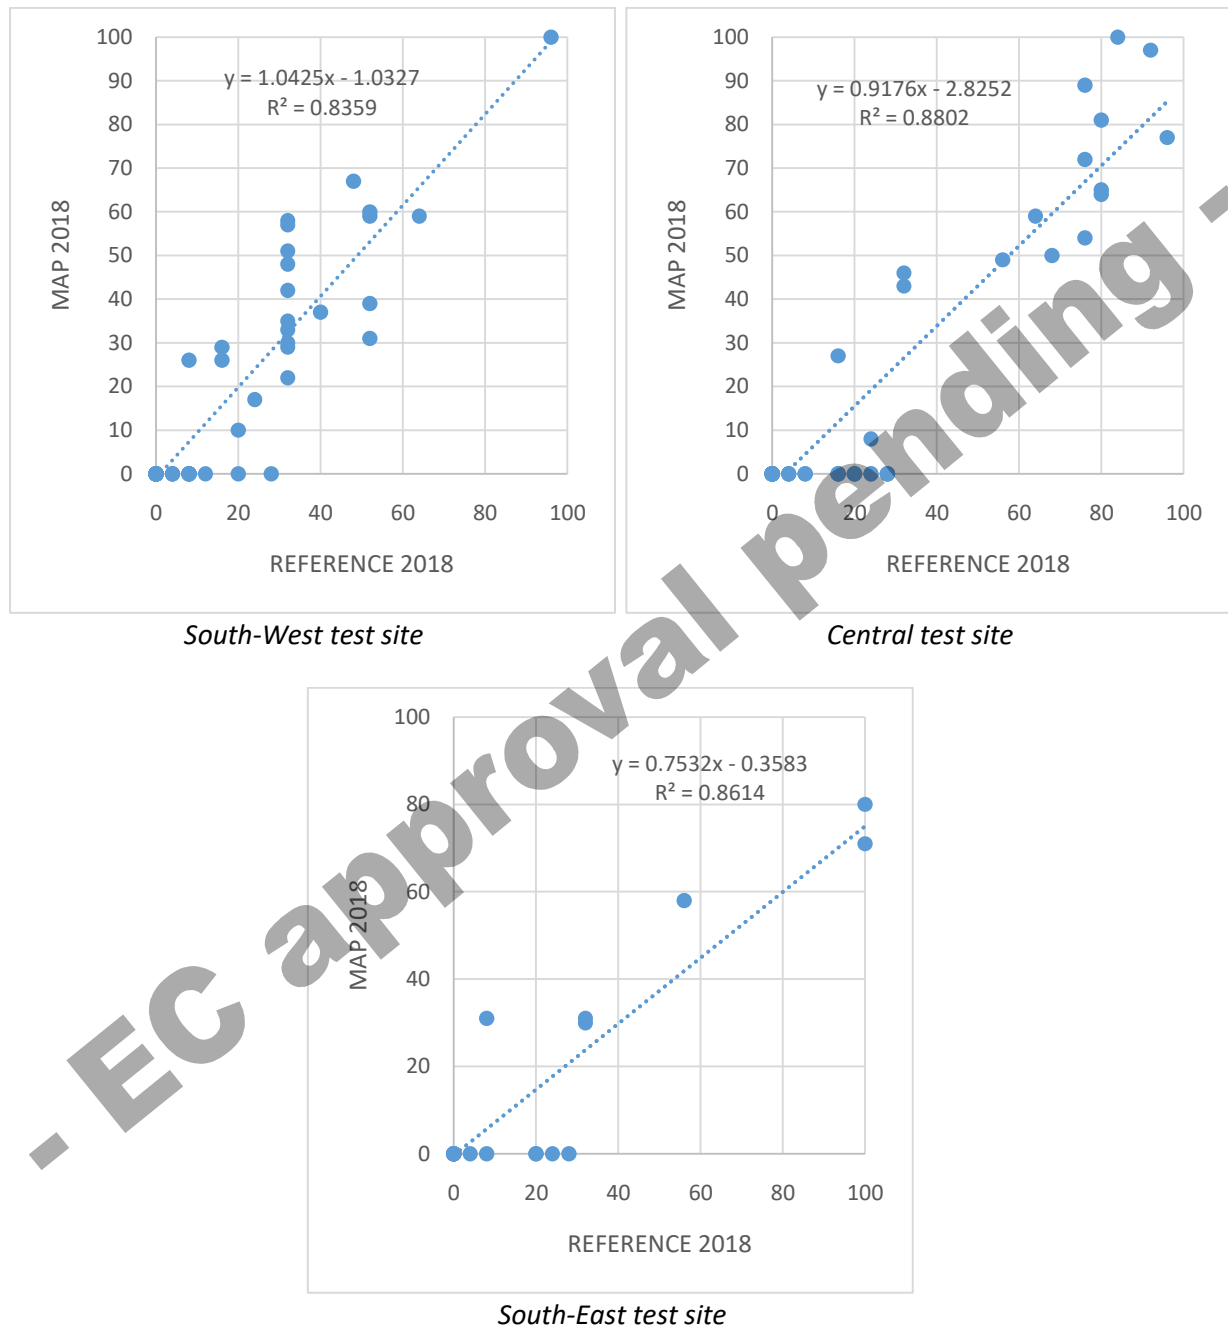 100
90
80
70
60
50
40
30
20
10
0
y = 1.0425x - 1.0327
R² = 0.8359
MAP 2018
0 20 40 60 80 100
REFERENCE 2018
South-West test site
100
90
80
70
60
50
40
30
20
10
0
y = 0.9176x - 2.8252
R² = 0.8802
MAP 2018
0 20 40 60 80 100
REFERENCE 2018
Central test site
100
80
60
40
20
0
y = 0.7532x - 0.3583
R² = 0.8614
MAP 2018
0 20 40 60 80 100
REFERENCE 2018
South-East test site
- EC approval pending -